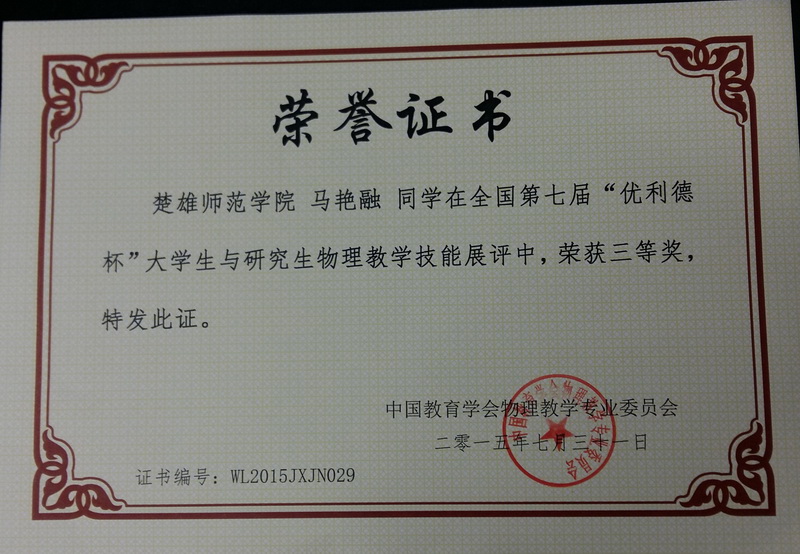 荣誉证书
楚雄师范学院 马艳融 同学在全国第七届“优利德
杯”大学生与研究生物理教学技能展评中，荣获三等奖，
特发此证。
中国教育学会物理教学专业委员会
二零一五年七月三十一日
证书编号：WL2015JXJN029